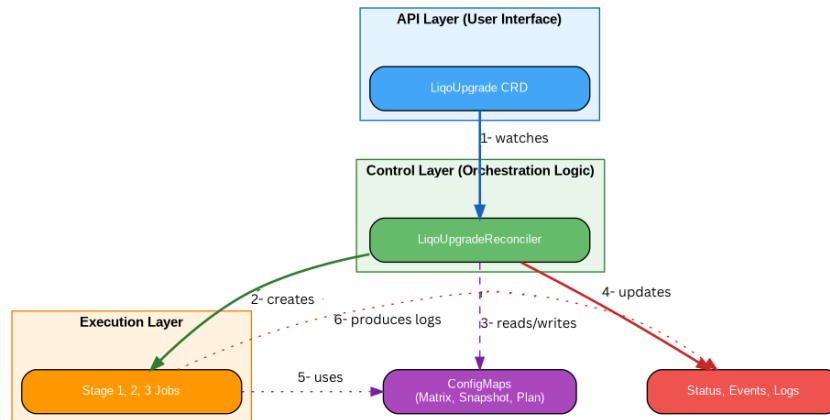 API Layer (User Interface)
LiqoUpgrade CRD
1- watches
Control Layer (Orchestration Logic)
LiqoUpgradeReconciler
2- creates
4- updates
6- produces logs
3- reads/writes
Execution Layer
Stage 1, 2, 3 Jobs
5- uses
ConfigMaps
(Matrix, Snapshot, Plan)
Status, Events, Logs